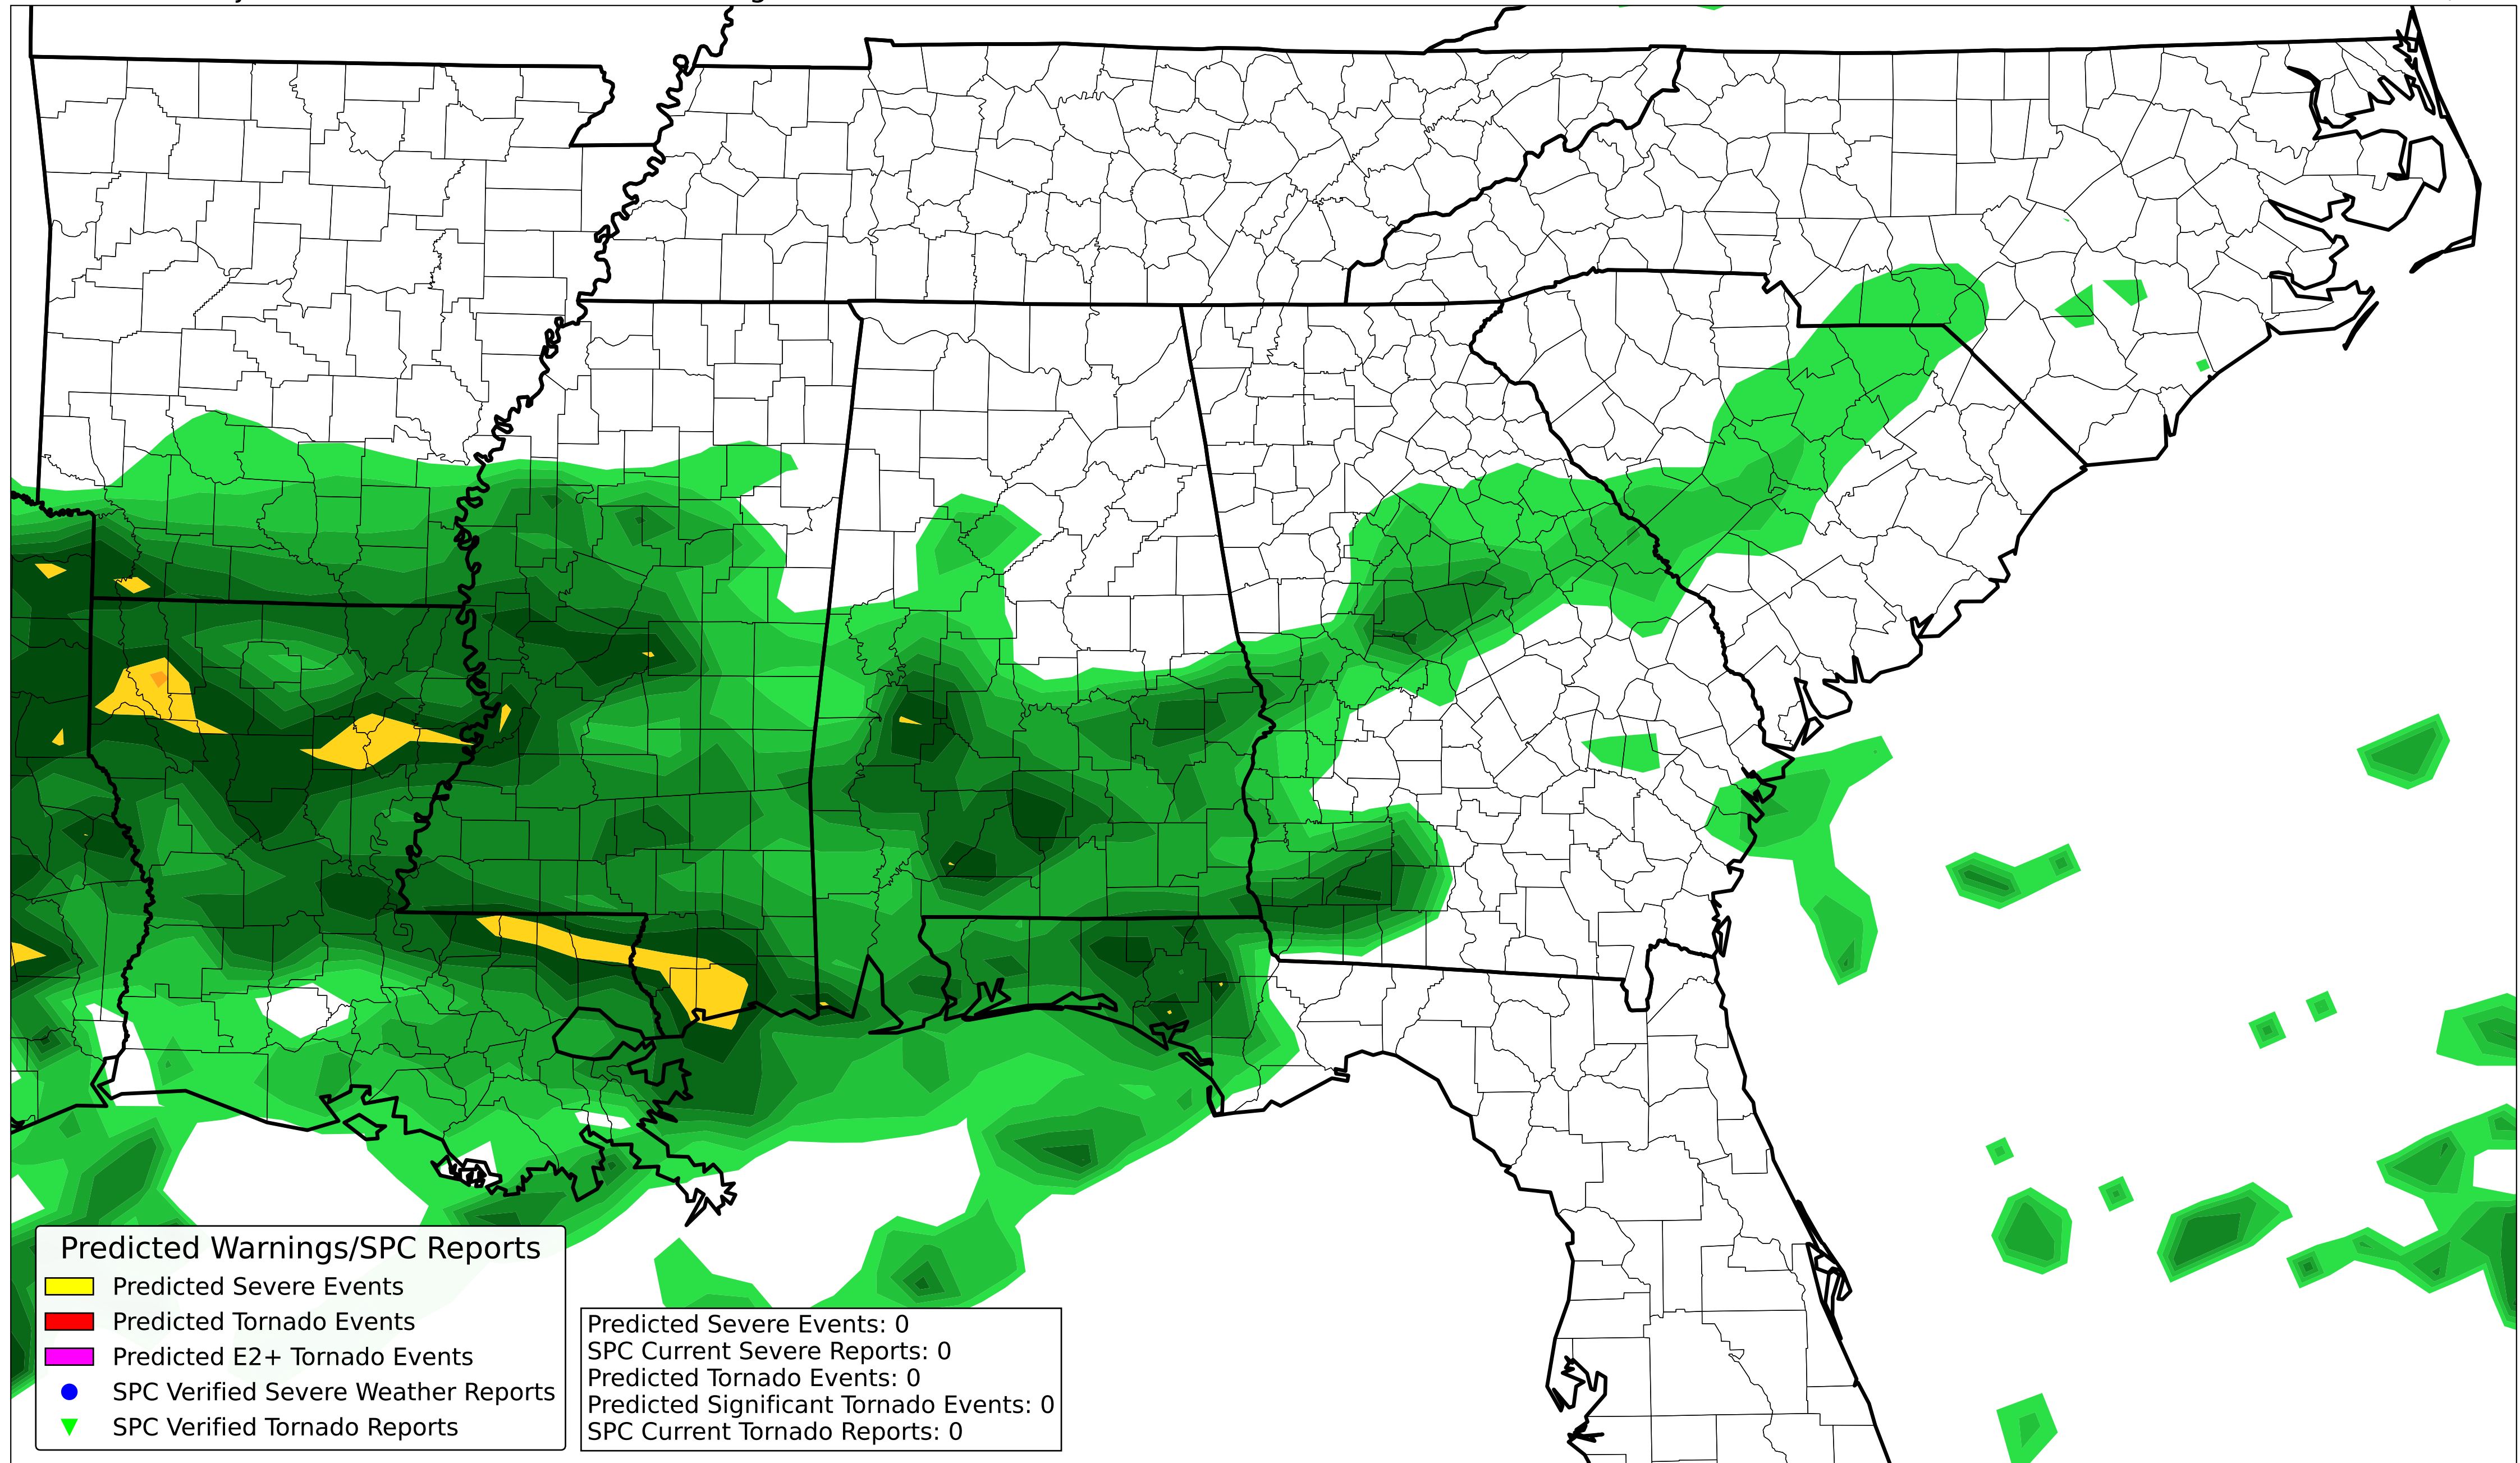 Predicted Warnings/SPC Reports
Predicted Severe Events
Predicted Tornado Events
Predicted E2+ Tornado Events
SPC Verified Severe Weather Reports
SPC Verified Tornado Reports
Predicted Severe Events: 0
SPC Current Severe Reports: 0
Predicted Tornado Events: 0
Predicted Significant Tornado Events: 0
SPC Current Tornado Reports: 0